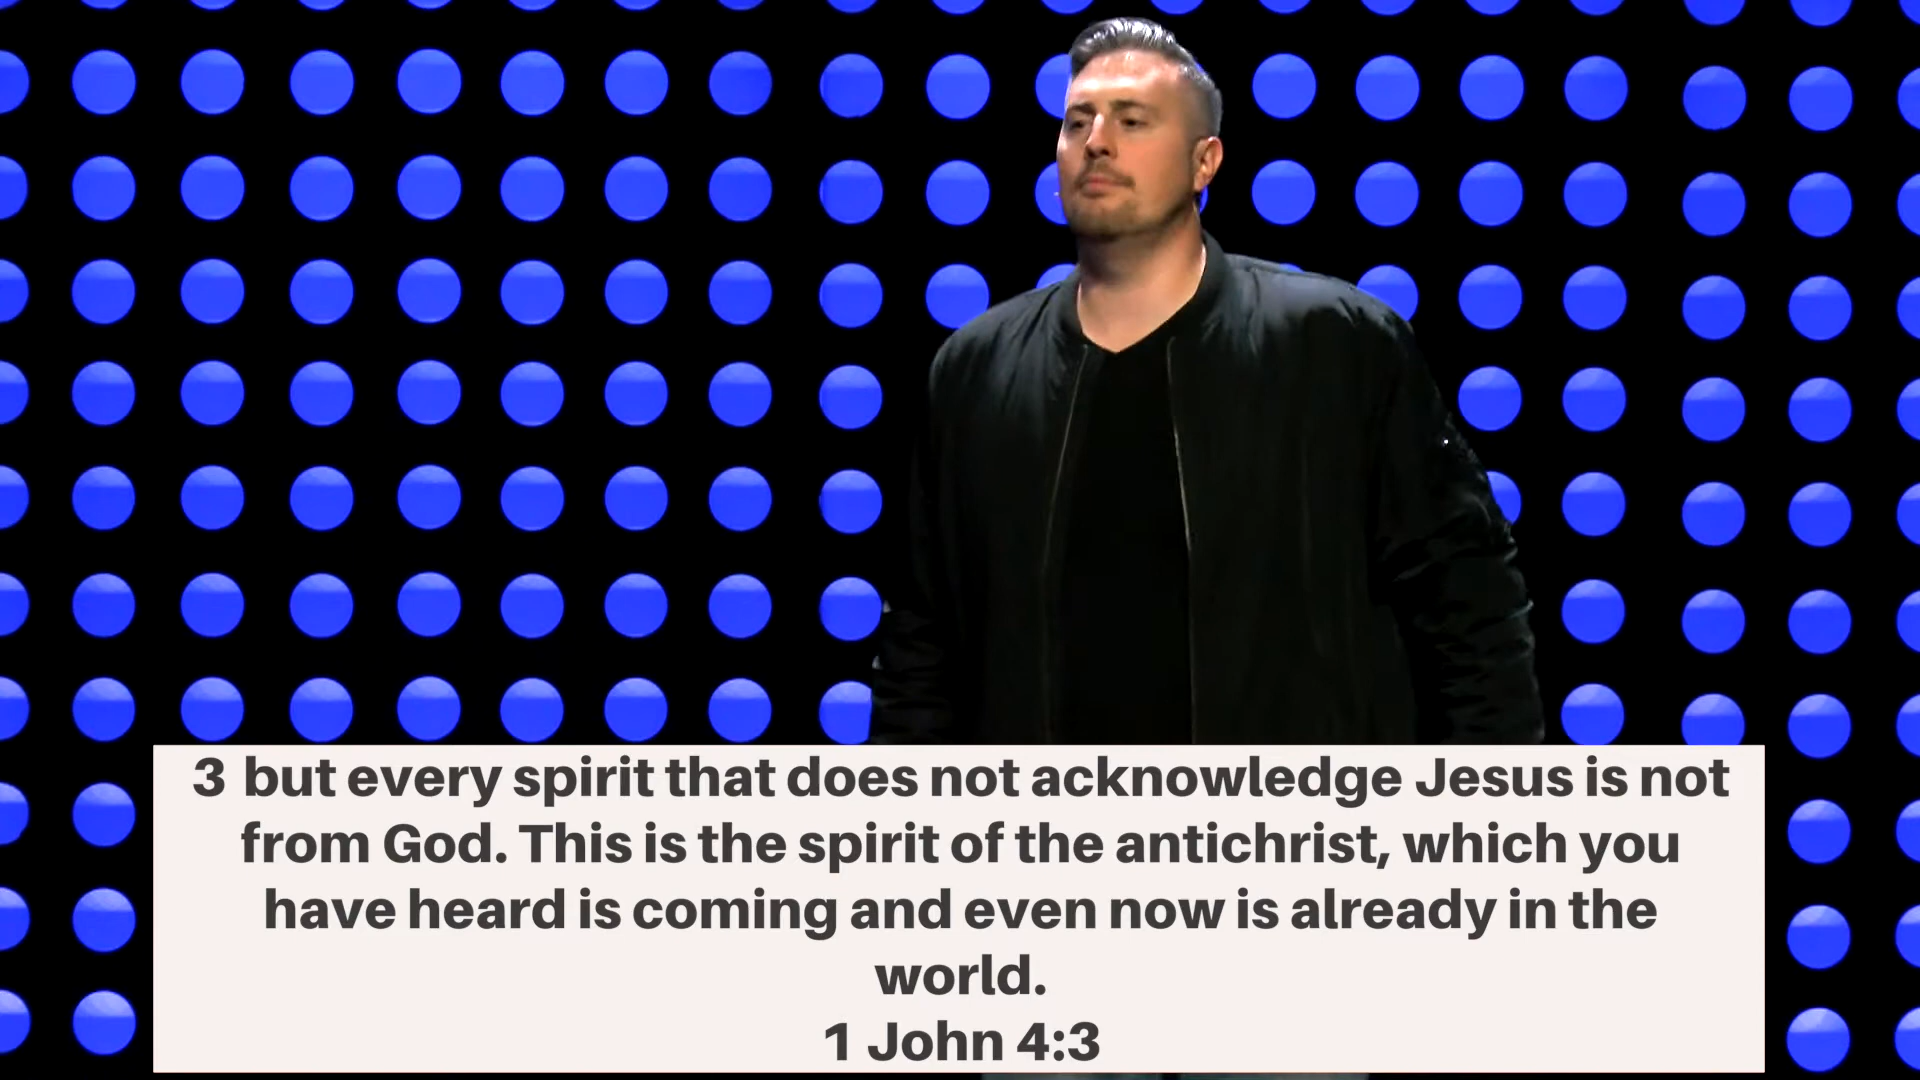 3 but every spirit that does not acknowledge Jesus is not
from God. This is the spirit of the antichrist, which you
have heard is coming and even now is already in the
world.
1 John 4:3